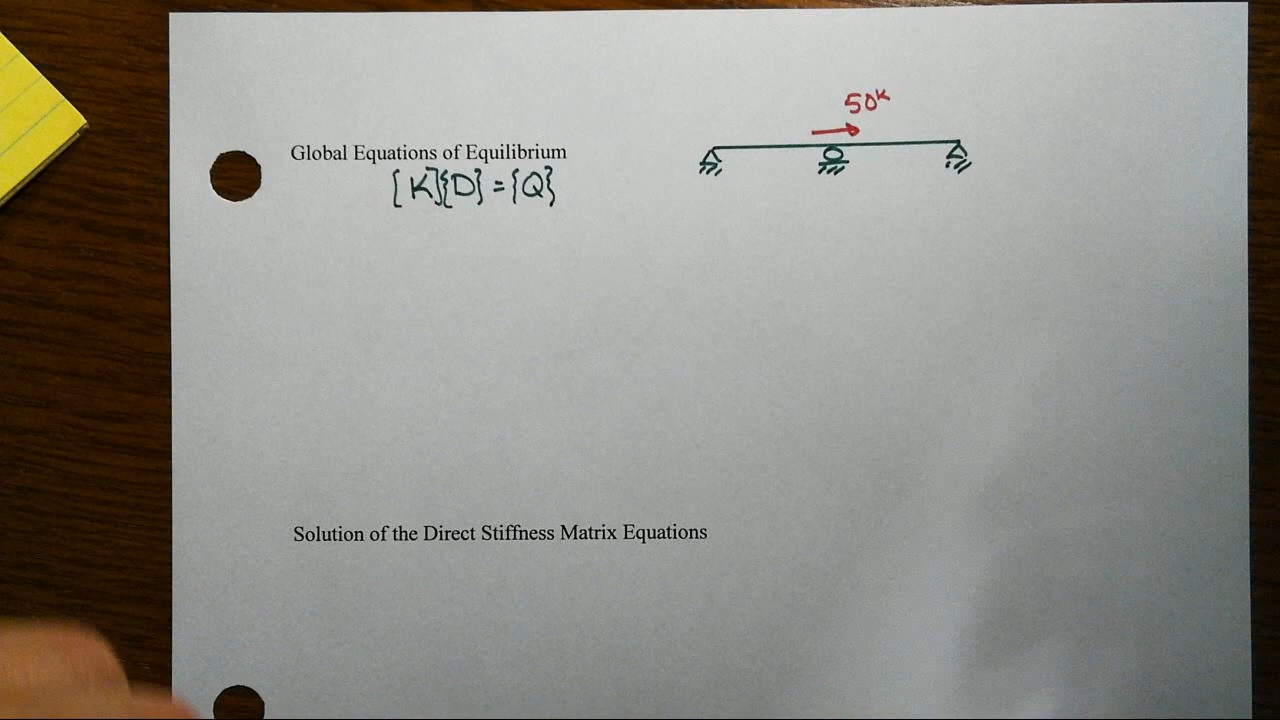 50ᴷ
Global Equations of Equilibrium
[K]{D} = {Q}
Solution of the Direct Stiffness Matrix Equations